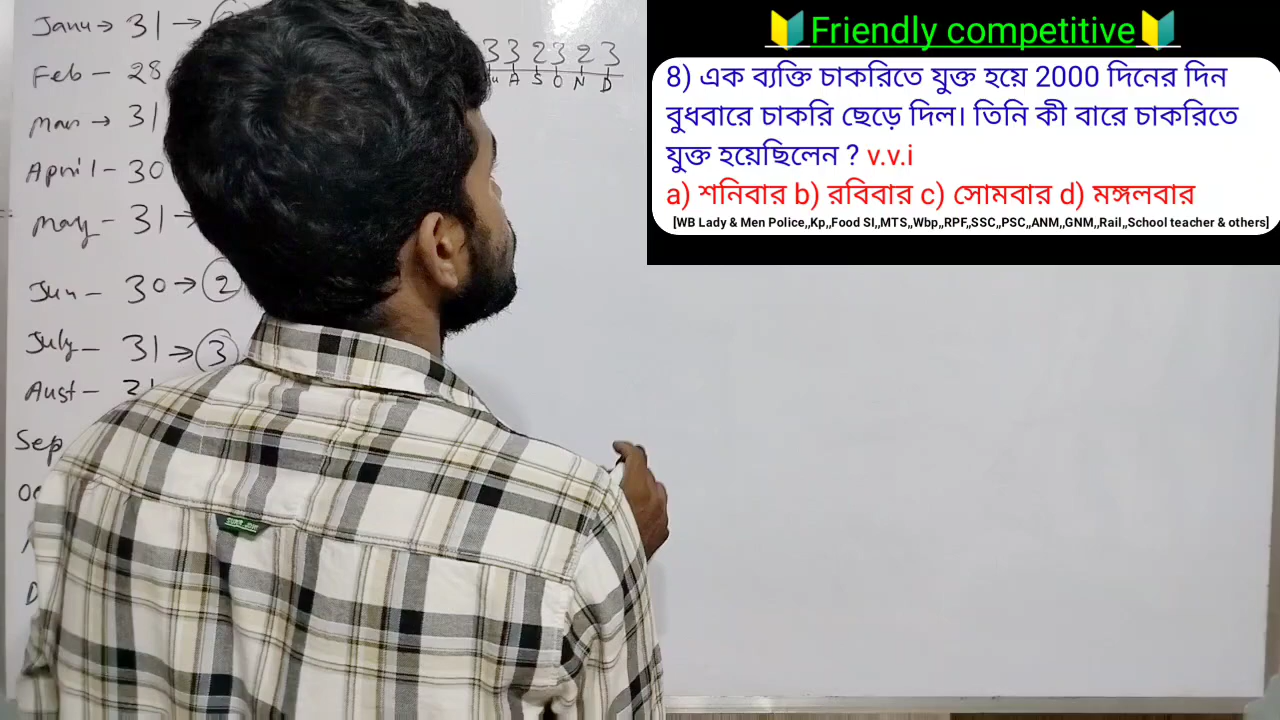 🔰Friendly competitive🔰
8) এক ব্যক্তি চাকরিতে যুক্ত হয়ে 2000 দিনের দিন
বুধবারে চাকরি ছেড়ে দিল। তিনি কী বারে চাকরিতে
যুক্ত হয়েছিলেন ? v.v.i
a) শনিবার b) রবিবার c) সোমবার d) মঙ্গলবার
[WB Lady & Men Police,,Kp,,Food SI,,MTS,,Wbp,,RPF,,SSC,,PSC,,ANM,,GNM,,Rail,,School teacher & others]
Janu → 31 →
Feb - 28
Mar → 31
April - 30
May - 31 →
Jun - 30 → 2
July - 31 → 3
Aust - 31
Sep
3 3 2 3 2 3
A S O N D